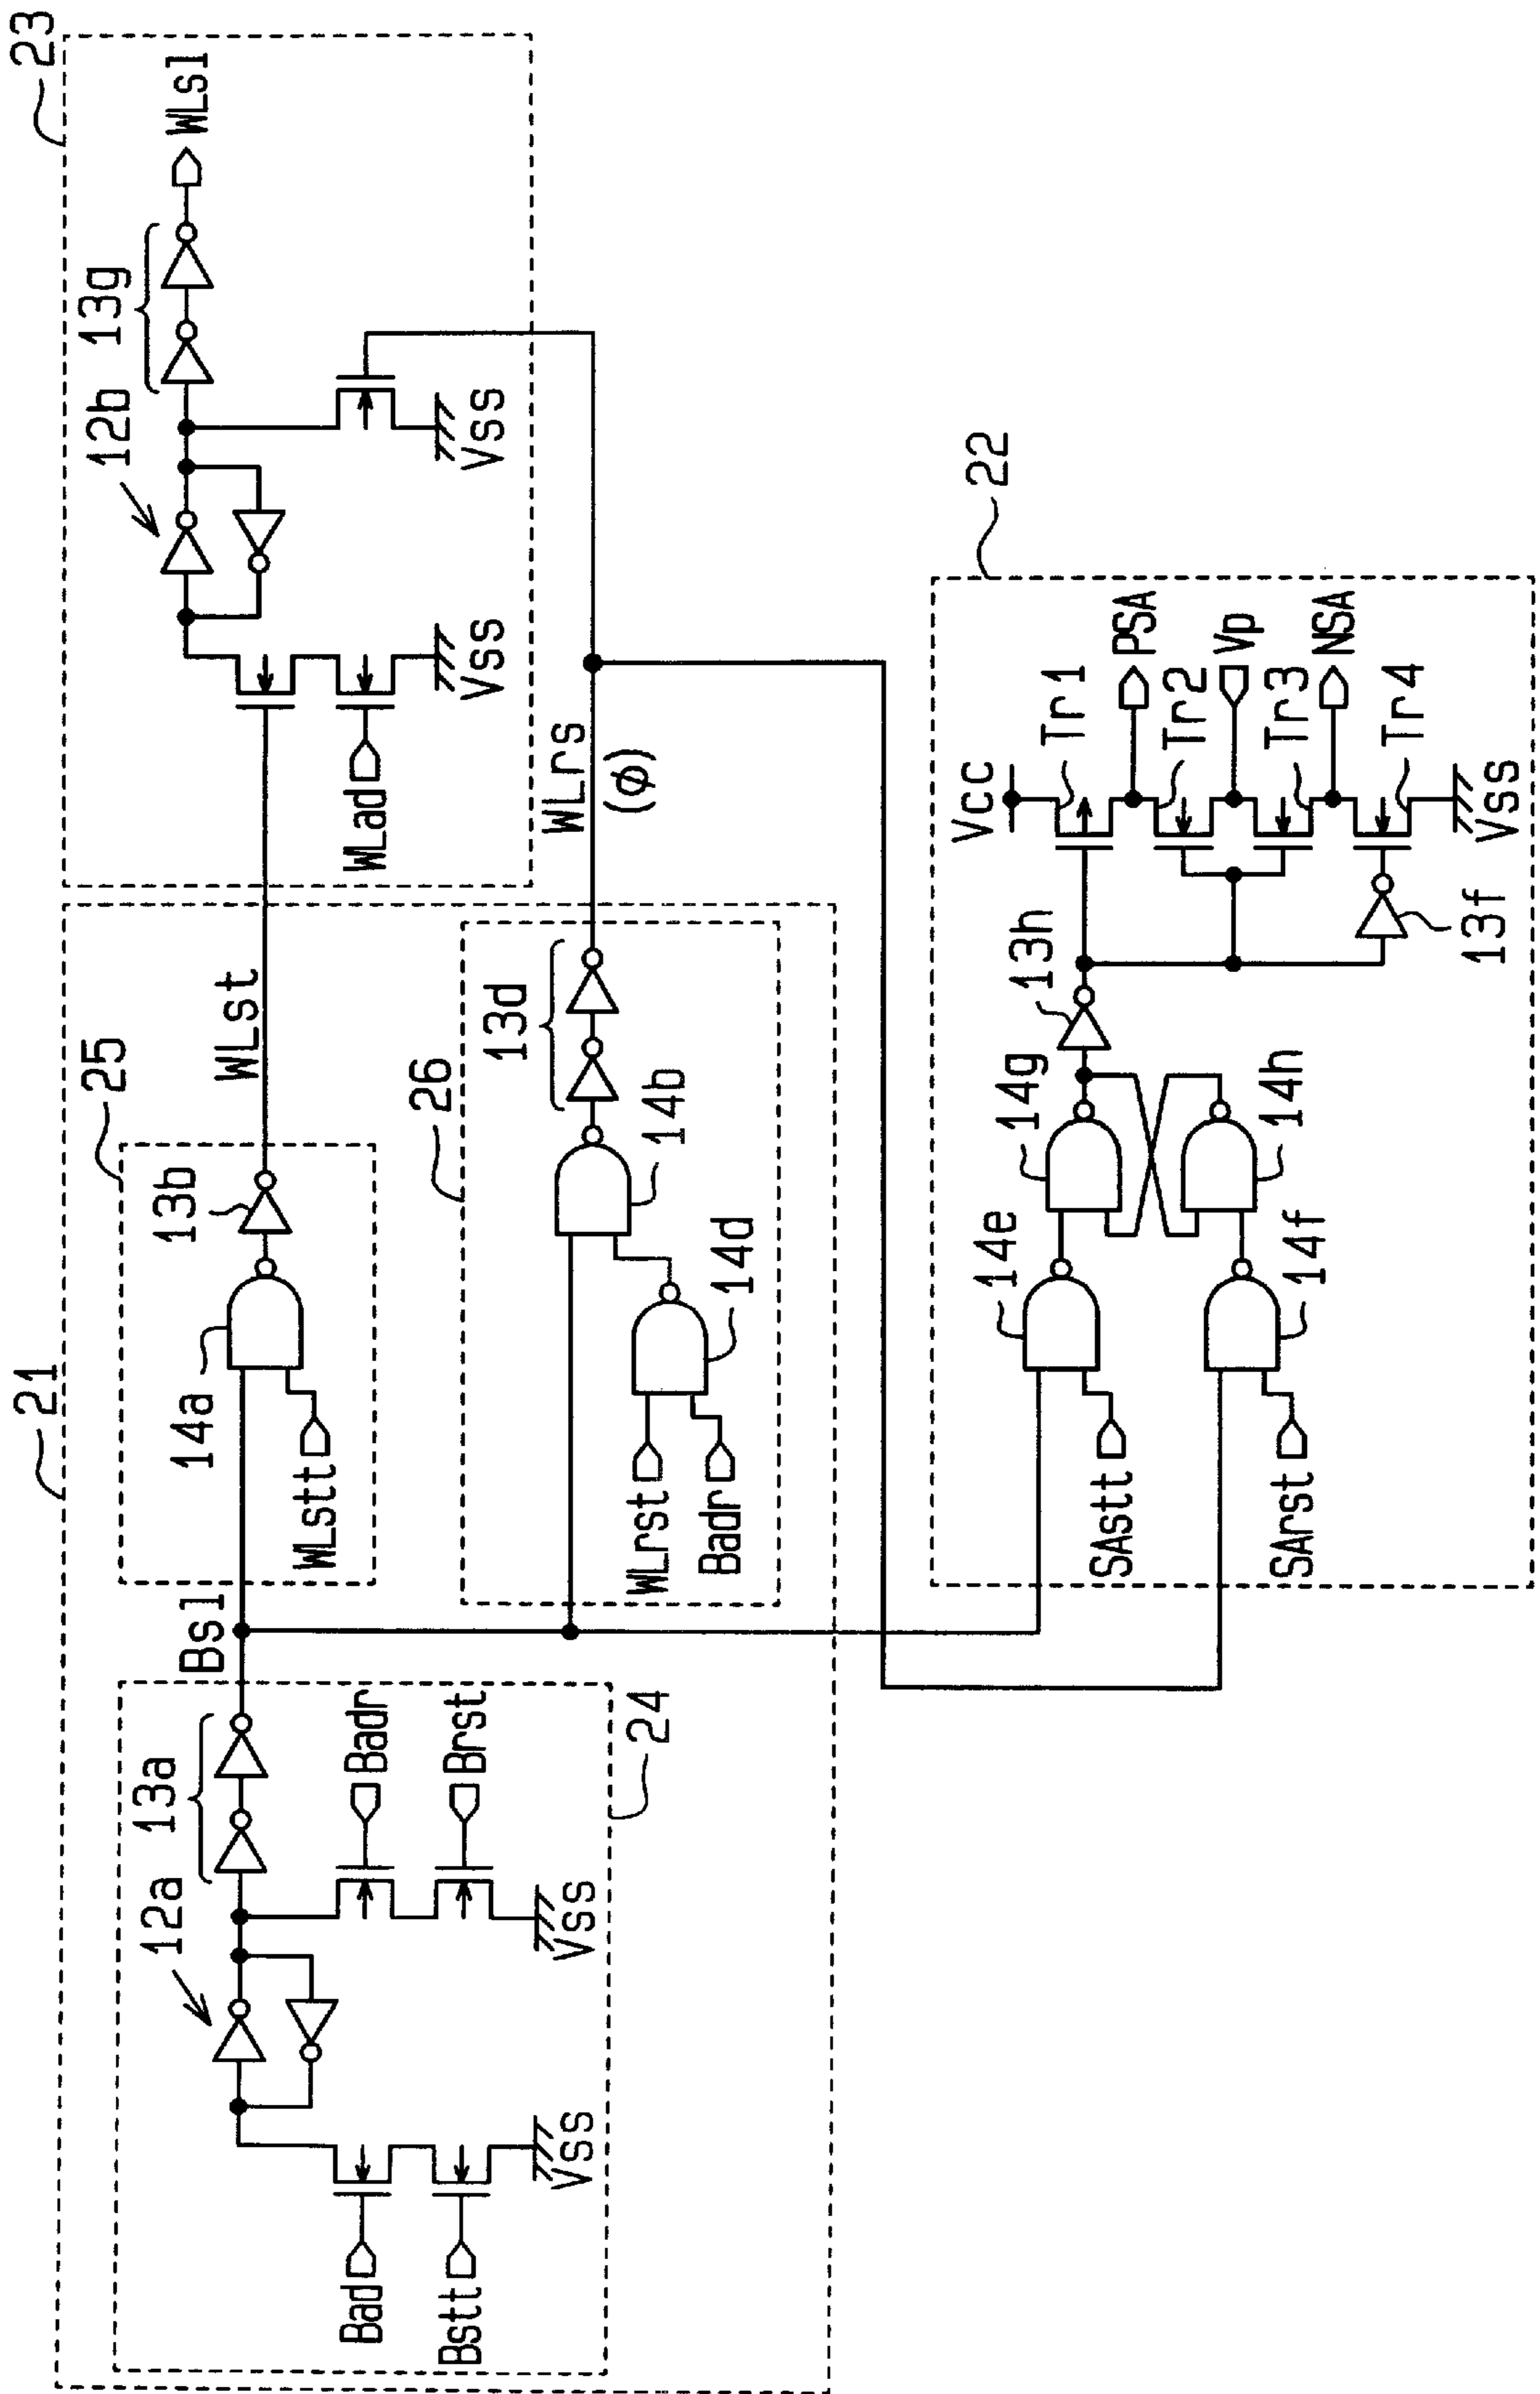 21
23
25
13g
WLsl
12b
Vss
Vss
WLad
WLst
13b
14a
WLstt
Bsl
13a
12a
Badr
Brst
Vss
Vss
Bad
Bstt
24
26
13d
14b
14d
WLrst
Badr
WLrs
(φ)
22
Vcc
Tr1
PSA
Tr2
Vp
Tr3
NSA
Tr4
Vss
13h
13f
14g
14h
14e
14f
SAstt
SArst